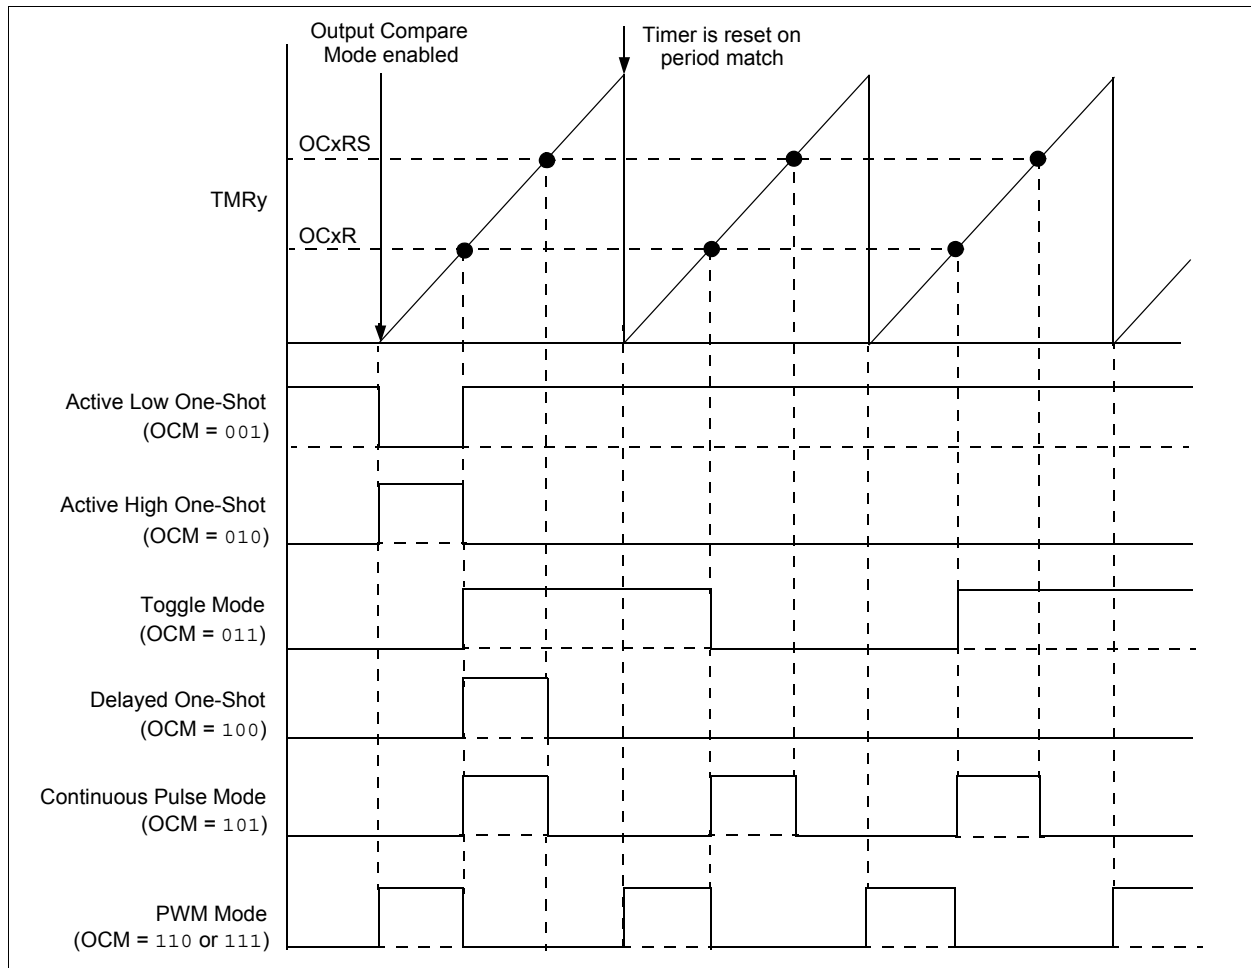 Output Compare
Mode enabled
Timer is reset on
period match
OCxRS
TMRy
OCxR
Active Low One-Shot
(OCM = 001)
Active High One-Shot
(OCM = 010)
Toggle Mode
(OCM = 011)
Delayed One-Shot
(OCM = 100)
Continuous Pulse Mode
(OCM = 101)
PWM Mode
(OCM = 110 or 111)